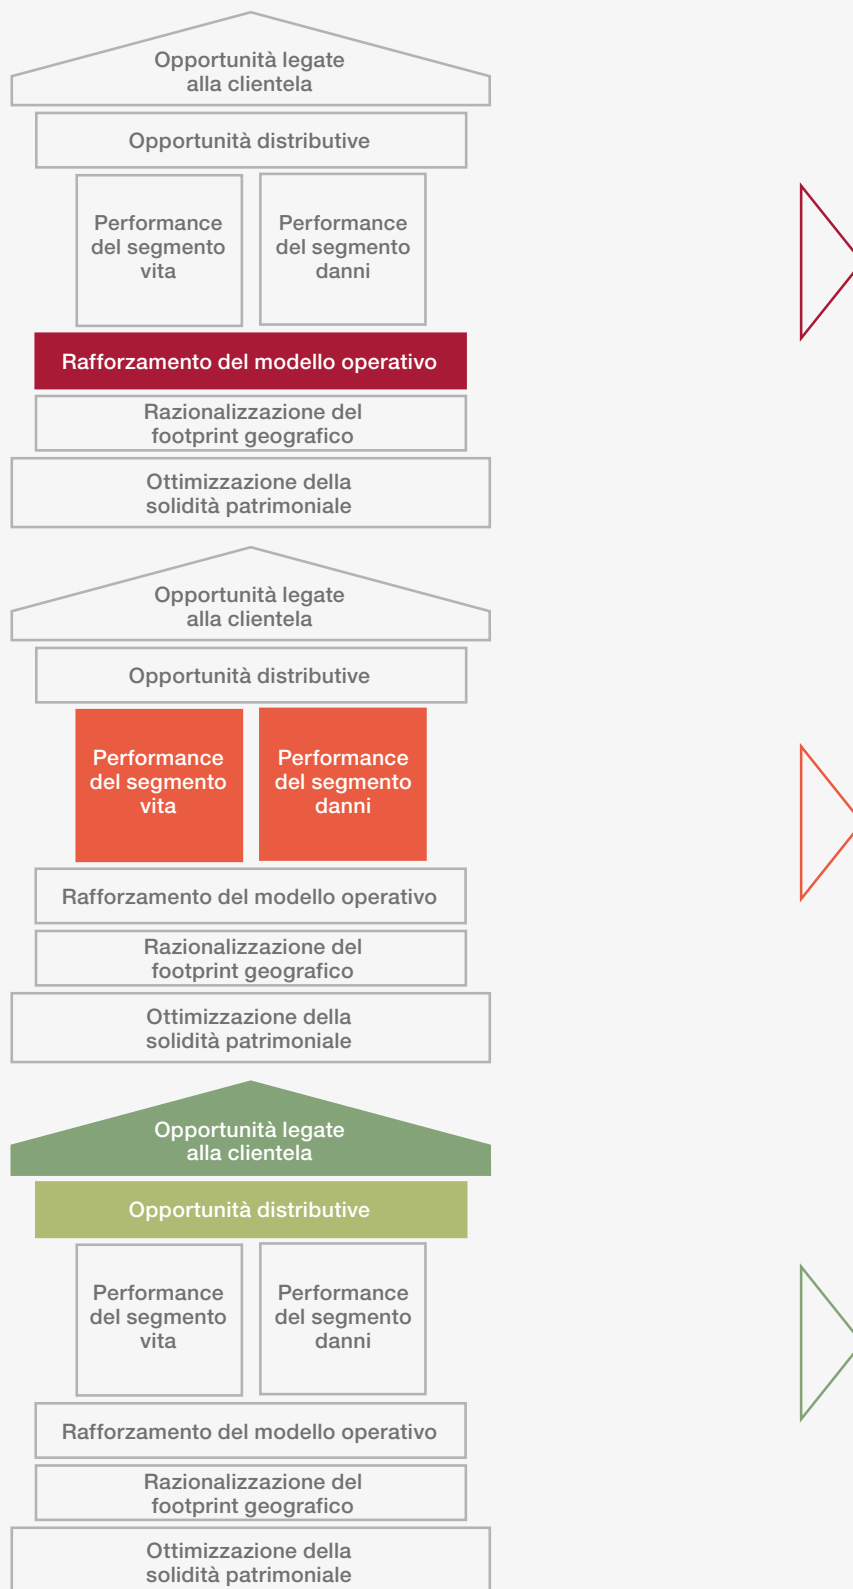 Opportunità legate
alla clientela
Opportunità distributive
Performance
del segmento
vita
Performance
del segmento
danni
Rafforzamento del modello operativo
Razionalizzazione del
footprint geografico
Ottimizzazione della
solidità patrimoniale
Opportunità legate
alla clientela
Opportunità distributive
Performance
del segmento
vita
Performance
del segmento
danni
Rafforzamento del modello operativo
Razionalizzazione del
footprint geografico
Ottimizzazione della
solidità patrimoniale
Opportunità legate
alla clientela
Opportunità distributive
Performance
del segmento
vita
Performance
del segmento
danni
Rafforzamento del modello operativo
Razionalizzazione del
footprint geografico
Ottimizzazione della
solidità patrimoniale